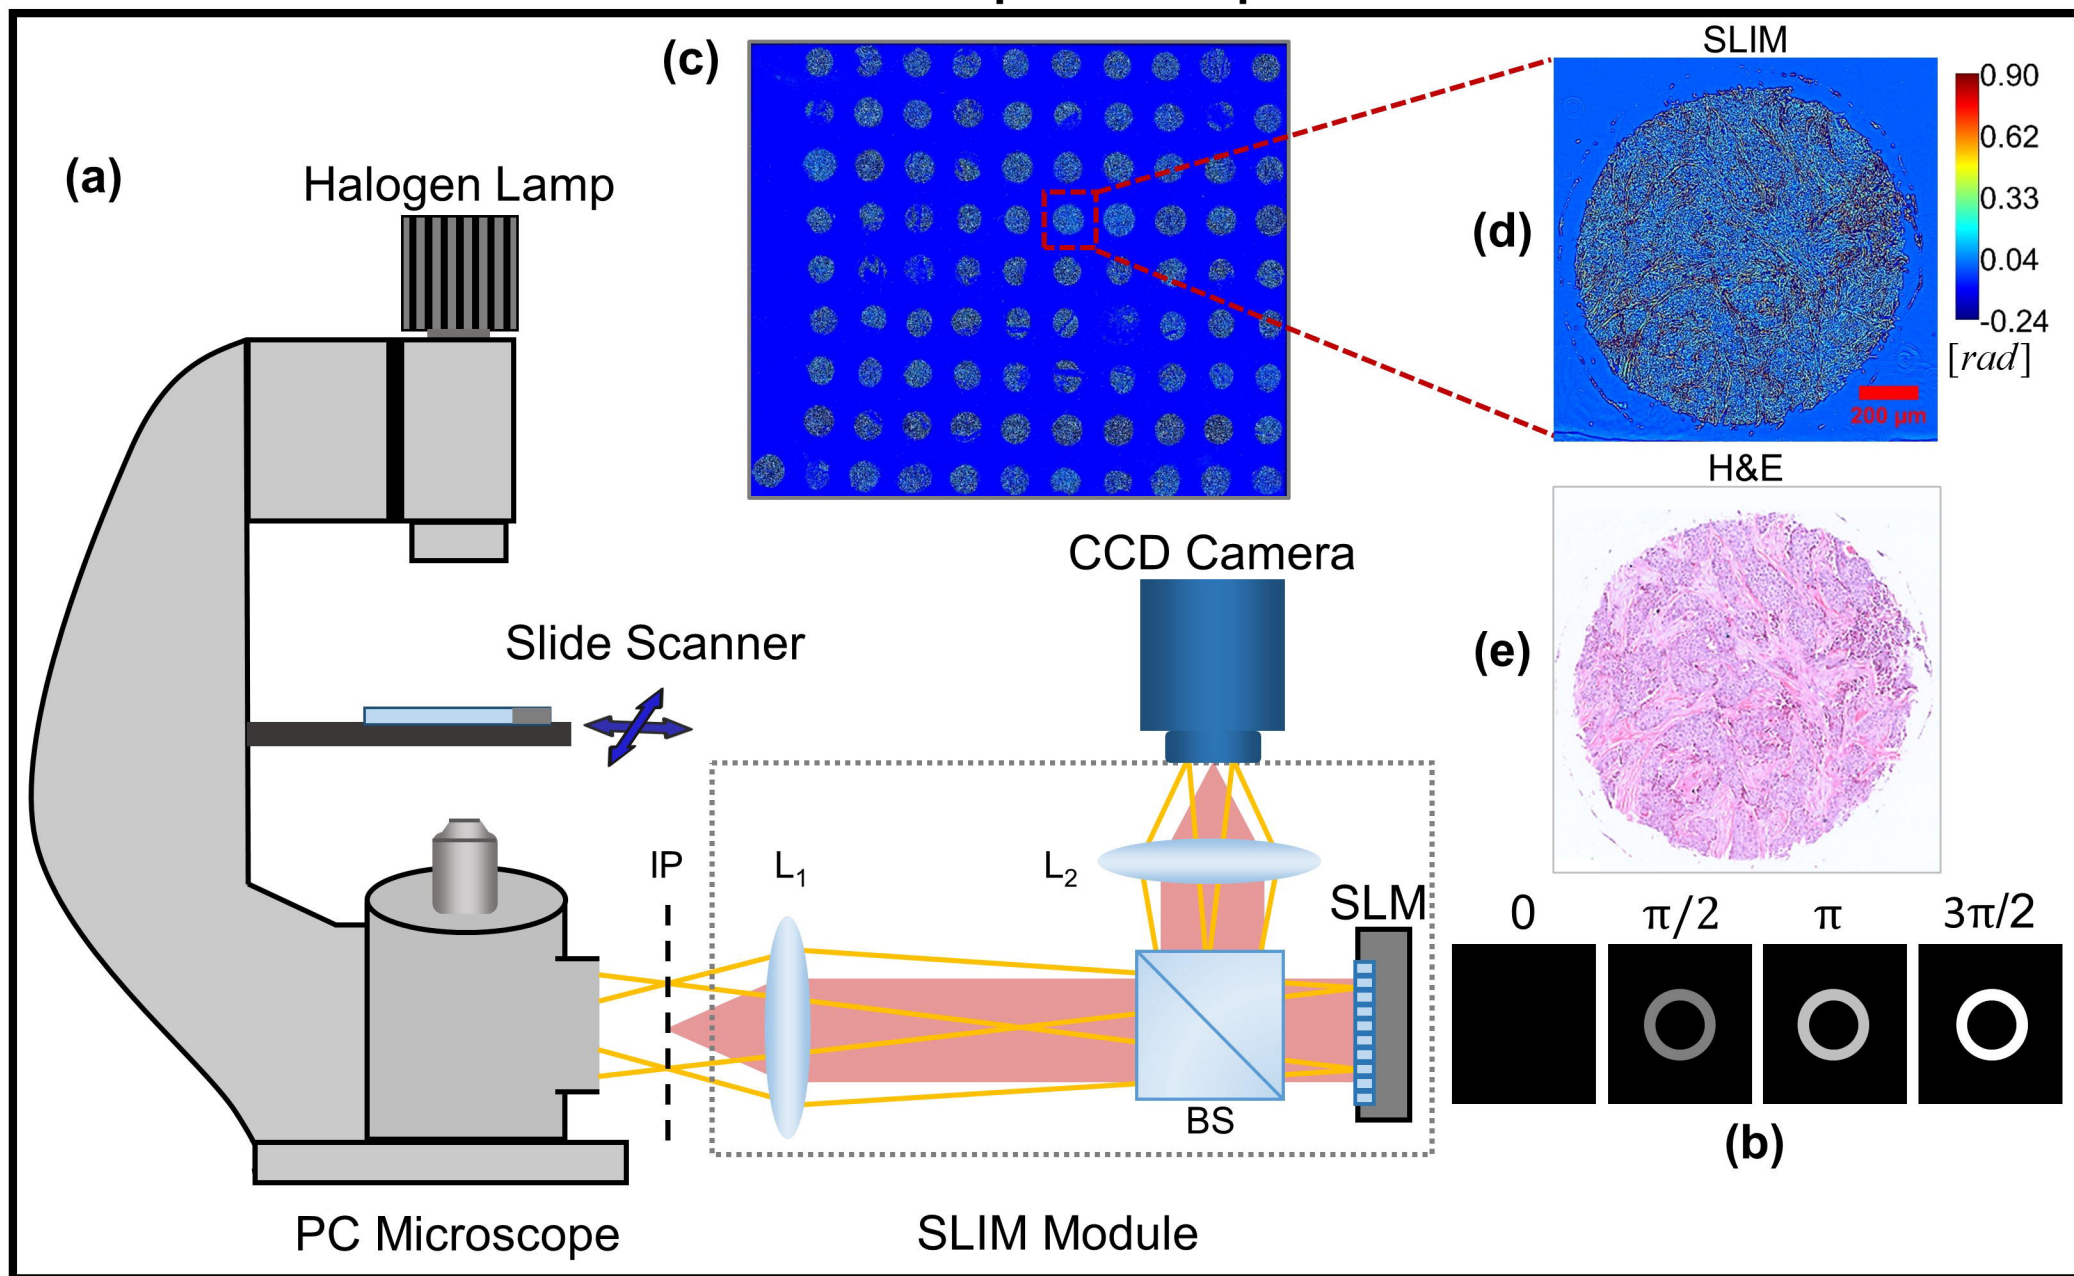 (c)
SLIM
0.90
0.62
0.33
0.04
-0.24
[rad]
200 µm
(d)
(a)
Halogen Lamp
H&E
CCD Camera
Slide Scanner
(e)
IP
L1
L2
SLM
BS
0
π/2
π
3π/2
(b)
PC Microscope
SLIM Module